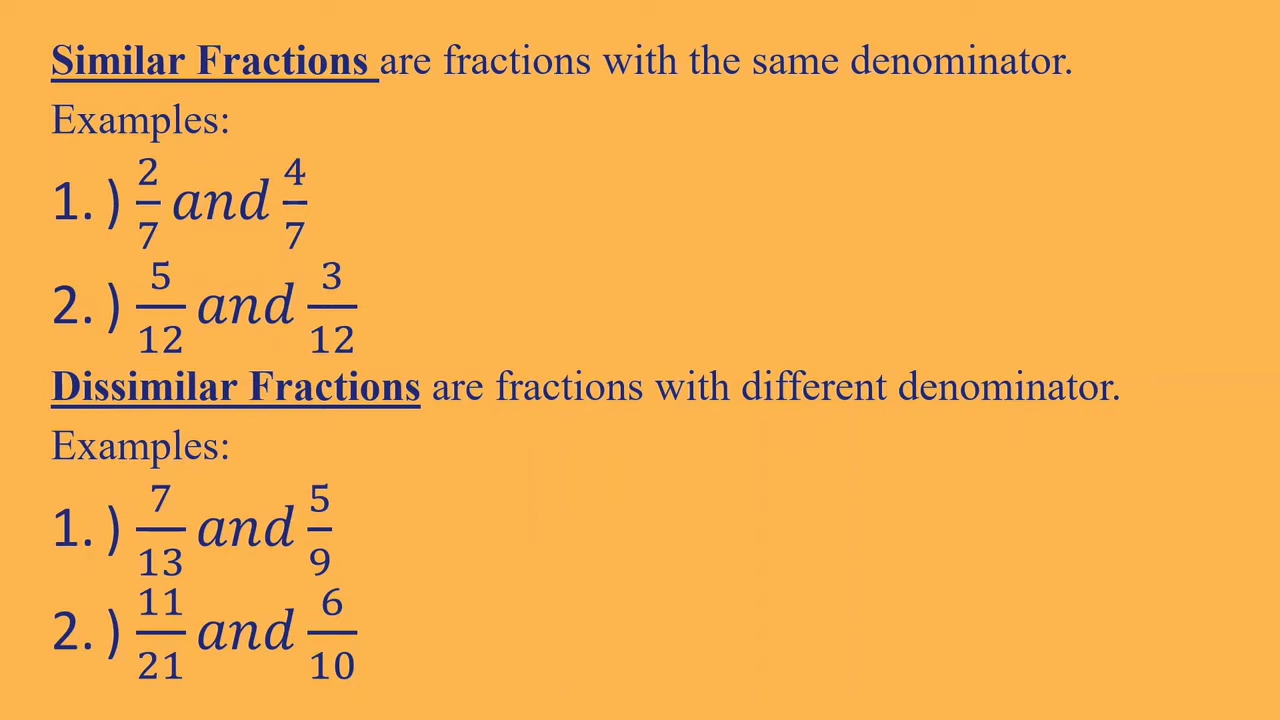 Similar Fractions are fractions with the same denominator.
Examples:
1. ) 2/7 and 4/7
2. ) 5/12 and 3/12
Dissimilar Fractions are fractions with different denominator.
Examples:
1. ) 7/13 and 5/9
2. ) 11/21 and 6/10